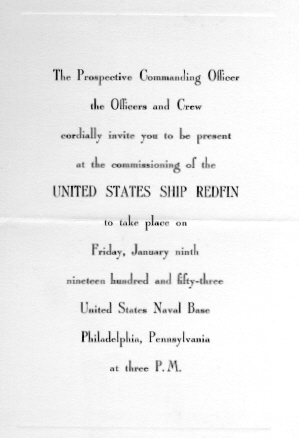 The Prospective Commanding Officer
the Officers and Crew
cordially invite you to be present
at the commissioning of the
UNITED STATES SHIP REDFIN
to take place on
Friday, January ninth
nineteen hundred and fifty-three
United States Naval Base
Philadelphia, Pennsylvania
at three P.M.